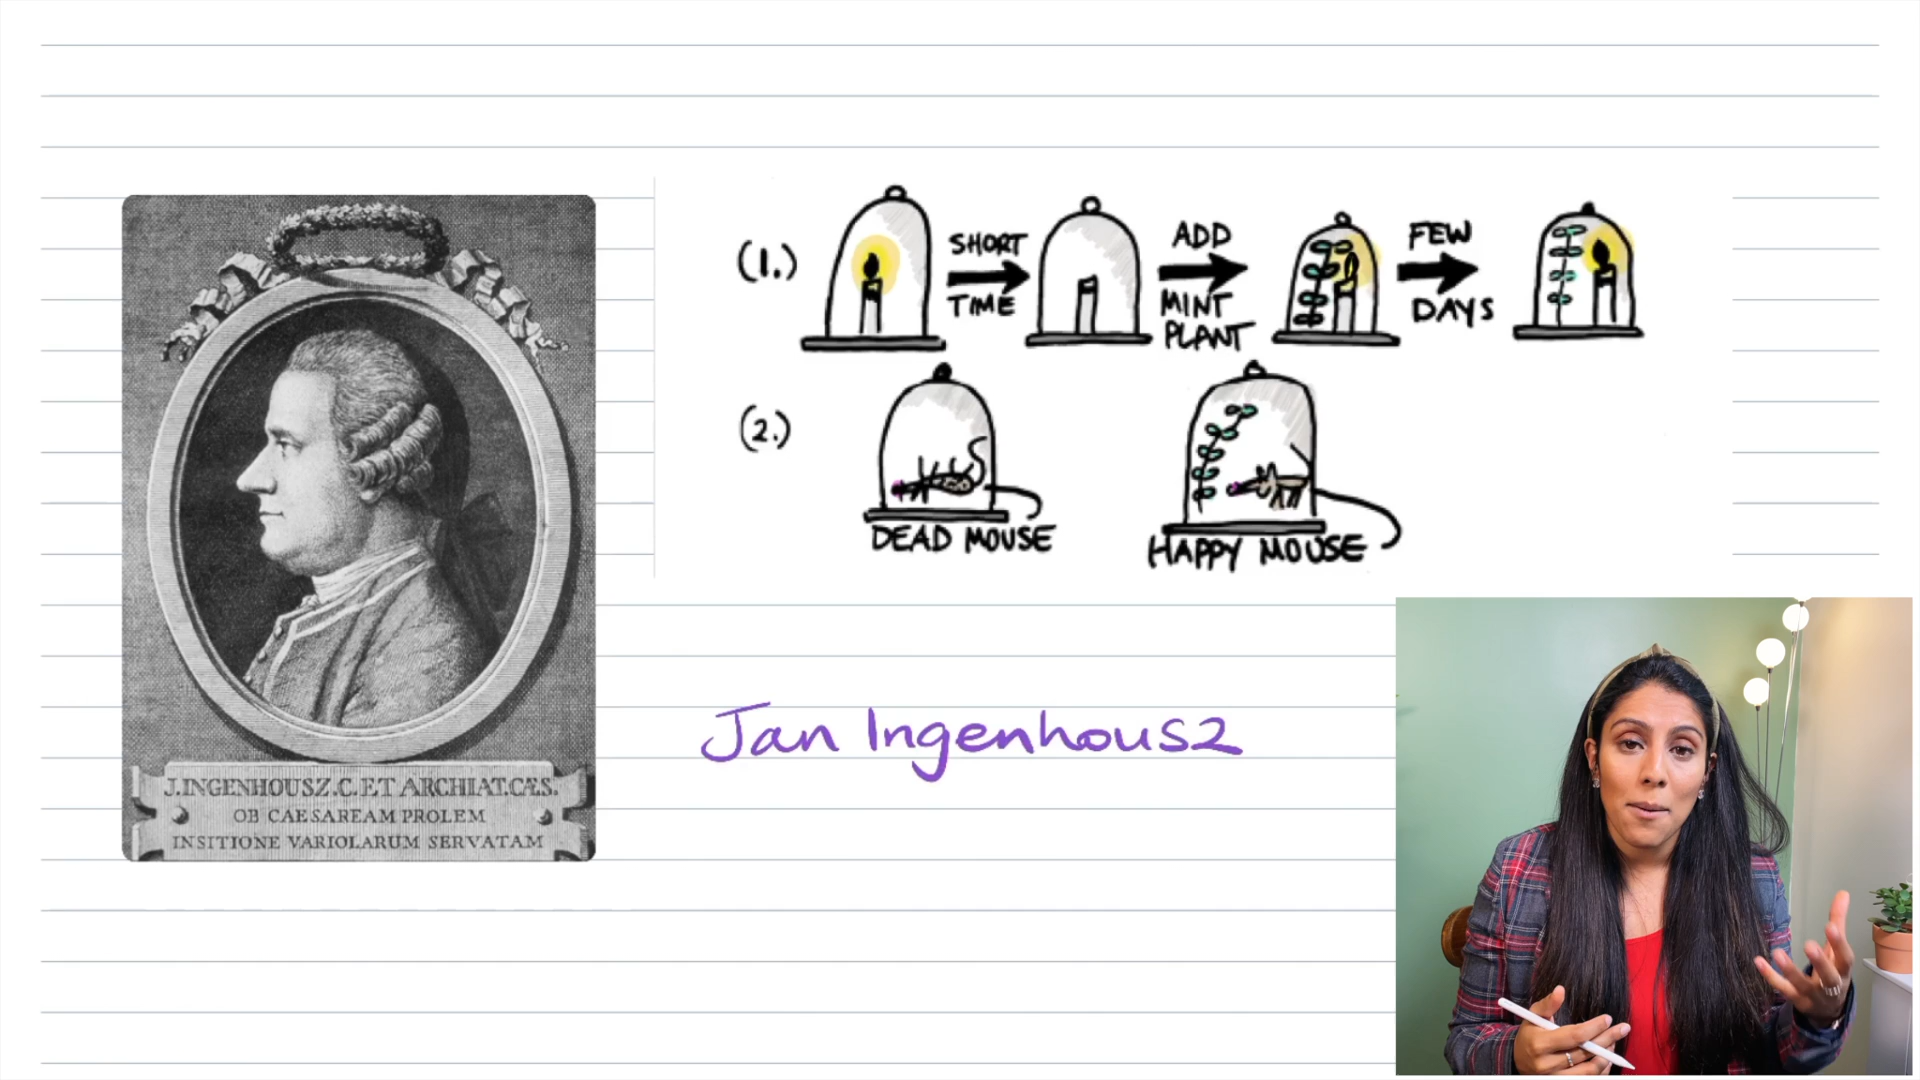 (1.)
SHORT TIME
ADD MINT PLANT
FEW DAYS
(2.)
DEAD MOUSE
HAPPY MOUSE
Jan Ingenhousz
J.INGENHOUSZ.C.ET ARCHIAT.CÆS.
OB CAESAREAM PROLEM
INSITIONE VARIOLARUM SERVATAM